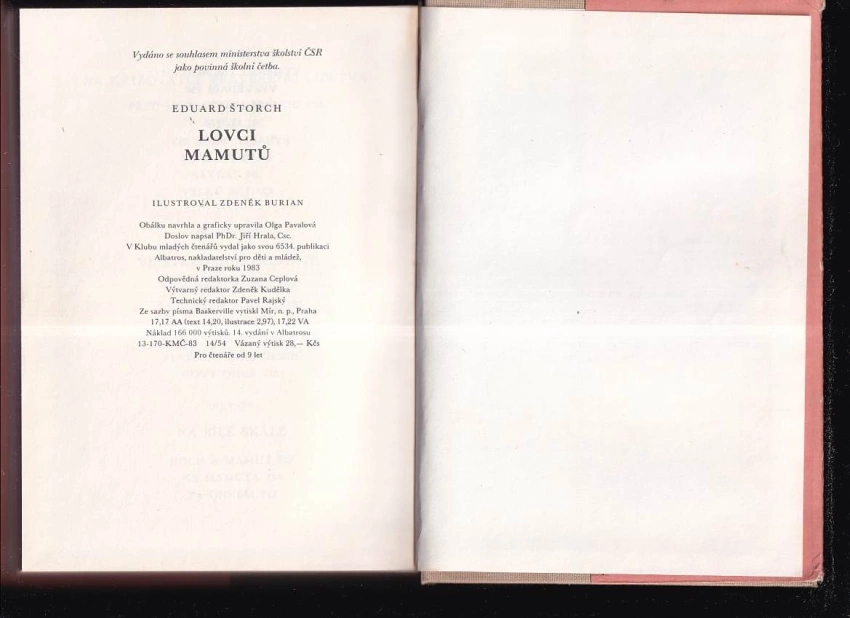 Vydáno se souhlasem ministerstva školství ČSR
jako povinná školní četba.
EDUARD ŠTORCH
LOVCI
MAMUTŮ
ILUSTROVAL ZDENĚK BURIAN
Obálku navrhla a graficky upravila Olga Pavalová
Doslov napsal PhDr. Jiří Hrala, Csc.
V Klubu mladých čtenářů vydal jako svou 6534. publikaci
Albatros, nakladatelství pro děti a mládež,
v Praze roku 1983
Odpovědná redaktorka Zuzana Ceplová
Výtvarný redaktor Zdeněk Kudělka
Technický redaktor Pavel Rajský
Ze sazby písma Baskerville vytiskl Mír, n. p., Praha
17,17 AA (text 14,20, ilustrace 2,97), 17,22 VA
Náklad 166 000 výtisků. 14. vydání v Albatrosu
13-170-KMČ-83 14/54 Vázaný výtisk 28,— Kčs
Pro čtenáře od 9 let